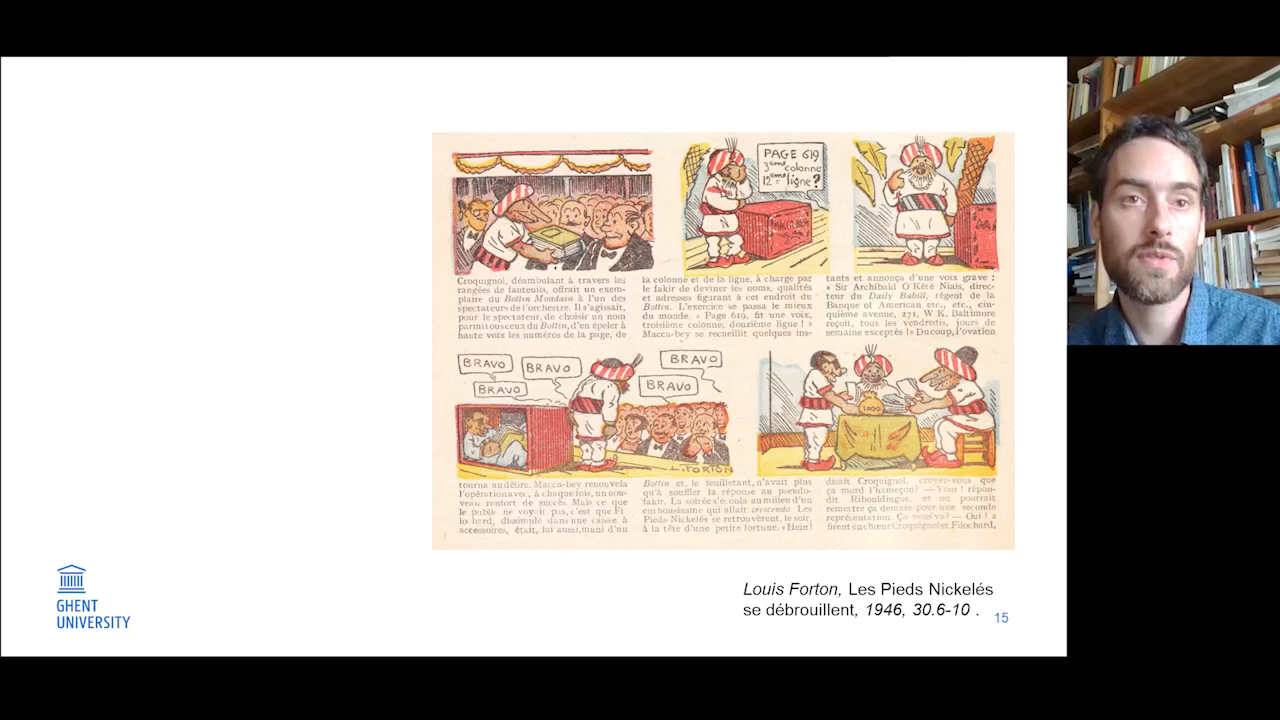 PAGE 619
3ème colonne
12ème ligne?
MACCA-BEY
Croquignol, déambulant à travers les
rangées de fauteuils, offrait un exem-
plaire du Bottin Mondain à l'un des
spectateurs de l'orchestre. Il s'agissait,
pour le spectateur, de choisir un nom
parmi tous ceux du Bottin, d'en épeler à
haute voix les numéros de la page, de
la colonne et de la ligne, à charge par
le fakir de deviner les noms, qualités
et adresses figurant à cet endroit du
Bottin. L'exercice se passa le mieux
du monde. « Page 619, fit une voix,
troisième colonne, douzième ligne! »
Macca-bey se recueillit quelques ins-
tants et annonça d'une voix grave :
« Sir Archibald O'Kété Niais, direc-
teur du Daily Babill, régent de la
Banque of American etc., etc., cin-
quième avenue, 271, W. K. Baltimore
reçoit, tous les vendredis, jours de
semaine exceptés !» Du coup, l'ovation
BRAVO
BRAVO
BRAVO
BRAVO
BRAVO
L. FORTON
1000
tourna au délire. Macca-bey renouvela
l'opération avec, à chaque fois, un nou-
veau renfort de succès. Mais ce que
le public ne voyait pas, c'est que Fi
lo hard, dissimulé dans une caisse à
accessoires, était, lui aussi, muni d'un
Bottin et, le feuilletant, n'avait plus
qu'à souffler la réponse au pseudo-
fakir. La soirée s'écoula au milieu d'un
enthousiasme qui allait crescendo. Les
Pieds-Nickelés se retrouvèrent, le soir,
à la tête d'une petite fortune. « Hein!
disait Croquignol, croyez-vous que
ça mord l'hameçon? — Voui ! répon-
dit Ribouldingue, et on pourrait
remettre ça demain pour une seconde
représentation. Ça vous va? — Oui ! »
firent en chœur Croquignol et Filochard,
GHENT
UNIVERSITY
Louis Forton, Les Pieds Nickelés
se débrouillent, 1946, 30.6-10 .
15